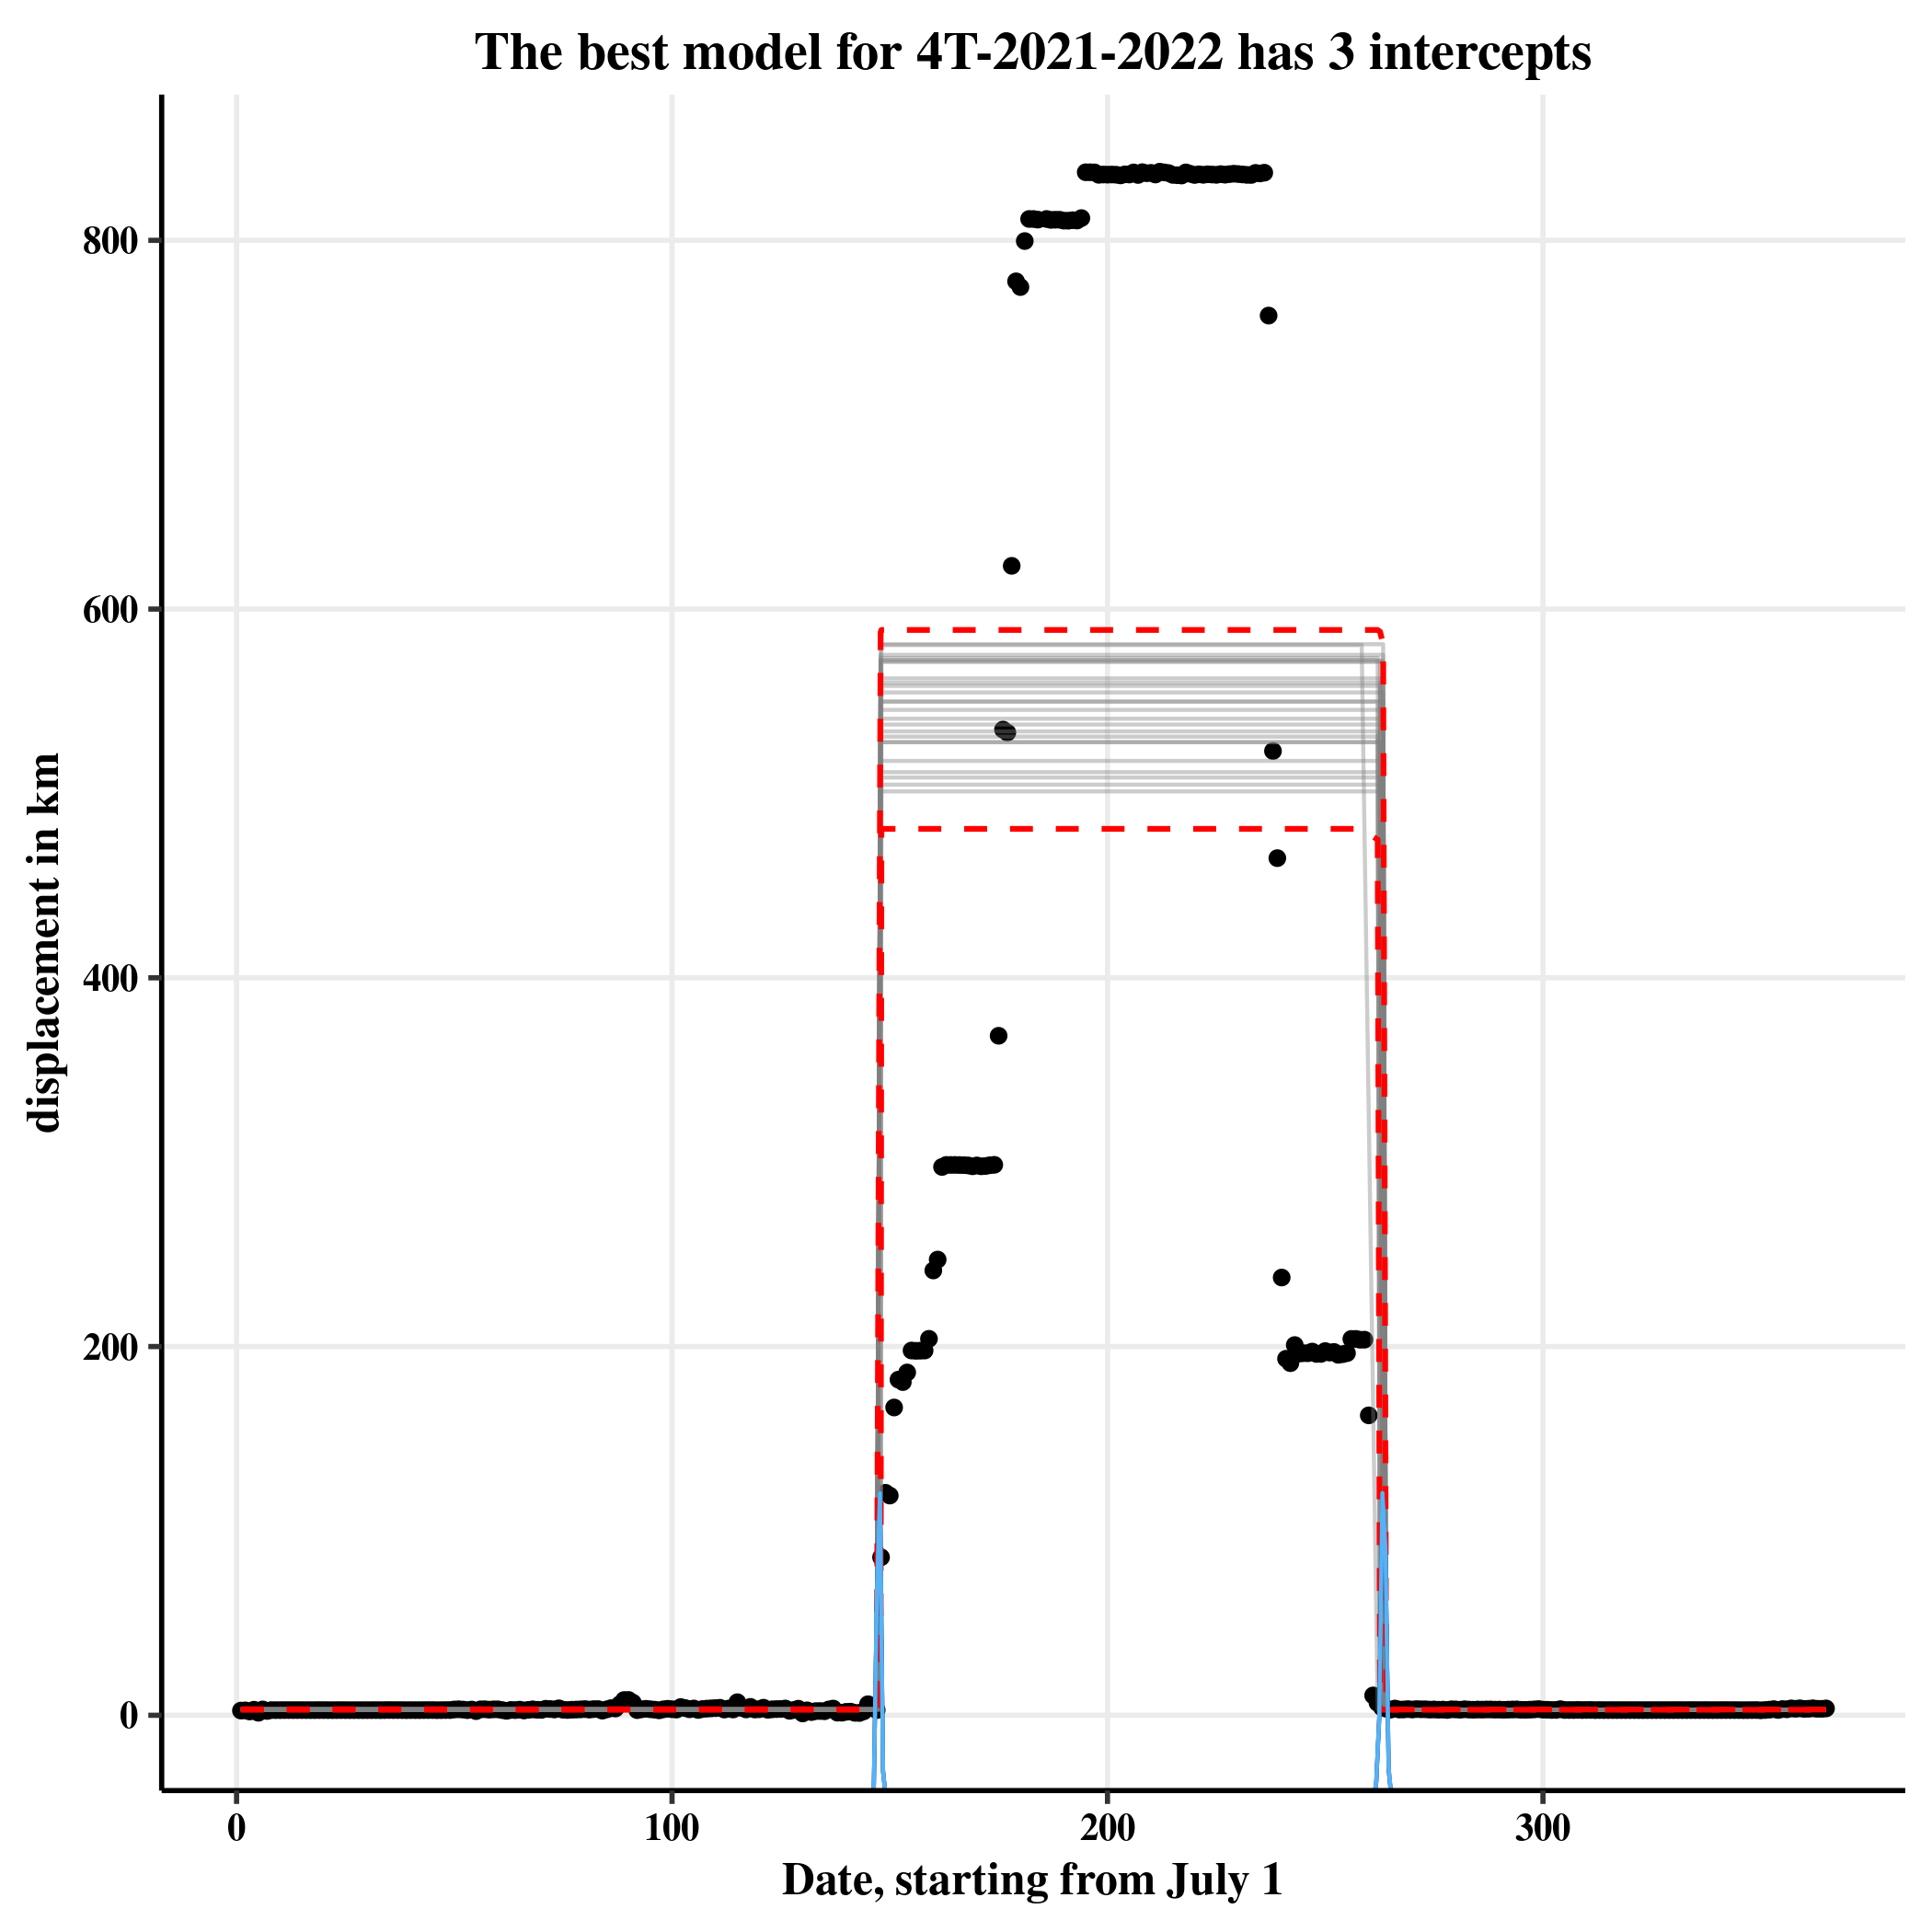 The best model for 4T-2021-2022 has 3 intercepts
displacement in km
800
600
400
200
0
0 100 200 300
Date, starting from July 1